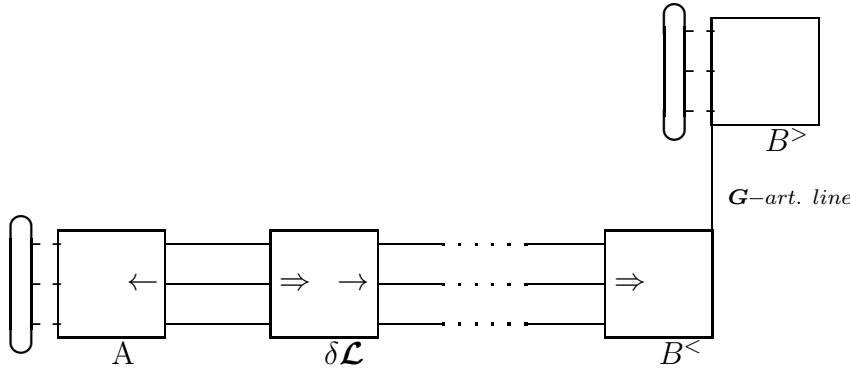 B^>
G–art. line
← ⇒ → ⇒
A δ𝓛 B^<